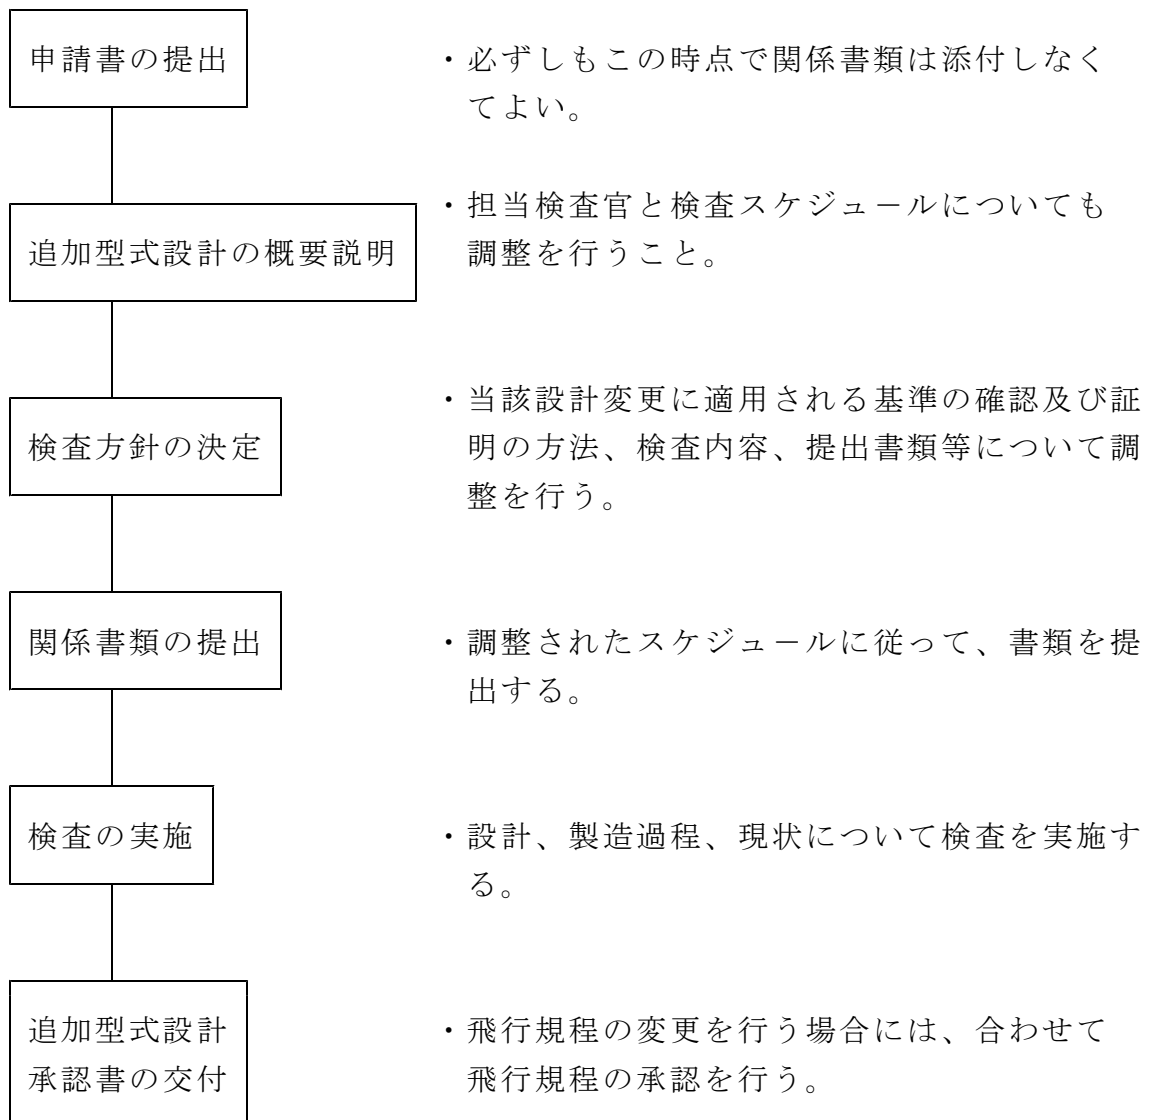 申請書の提出
・必ずしもこの時点で関係書類は添付しなく
てよい。
追加型式設計の概要説明
・担当検査官と検査スケジュールについても
調整を行うこと。
検査方針の決定
・当該設計変更に適用される基準の確認及び証
明の方法、検査内容、提出書類等について調
整を行う。
関係書類の提出
・調整されたスケジュールに従って、書類を提
出する。
検査の実施
・設計、製造過程、現状について検査を実施す
る。
追加型式設計
承認書の交付
・飛行規程の変更を行う場合には、合わせて
飛行規程の承認を行う。